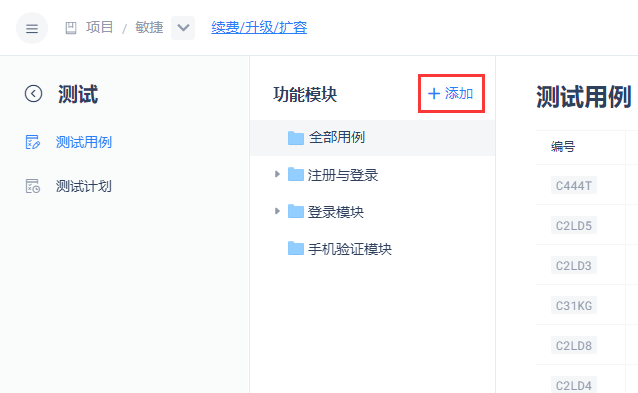 项目 / 敏捷 续费/升级/扩容
测试
测试用例
测试计划
功能模块 + 添加
全部用例
注册与登录
登录模块
手机验证模块
测试用例
编号
C444T
C2LD5
C2LD3
C31KG
C2LD8
C2LD4